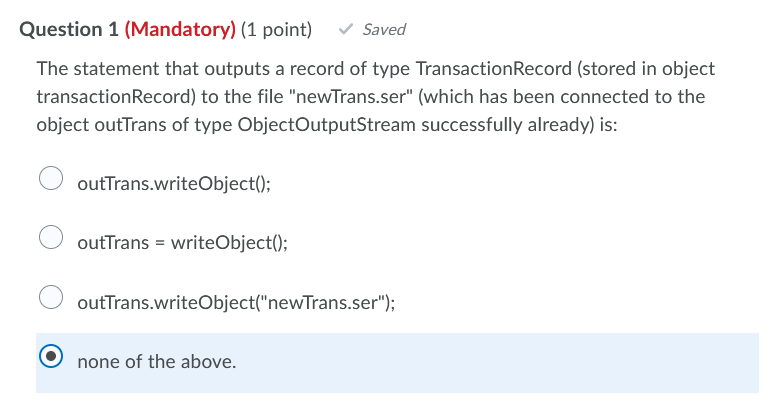 Question 1 (Mandatory) (1 point) Saved
The statement that outputs a record of type TransactionRecord (stored in object
transactionRecord) to the file "newTrans.ser" (which has been connected to the
object outTrans of type ObjectOutputStream successfully already) is:
outTrans.writeObject();
outTrans = writeObject();
outTrans.writeObject("newTrans.ser");
none of the above.